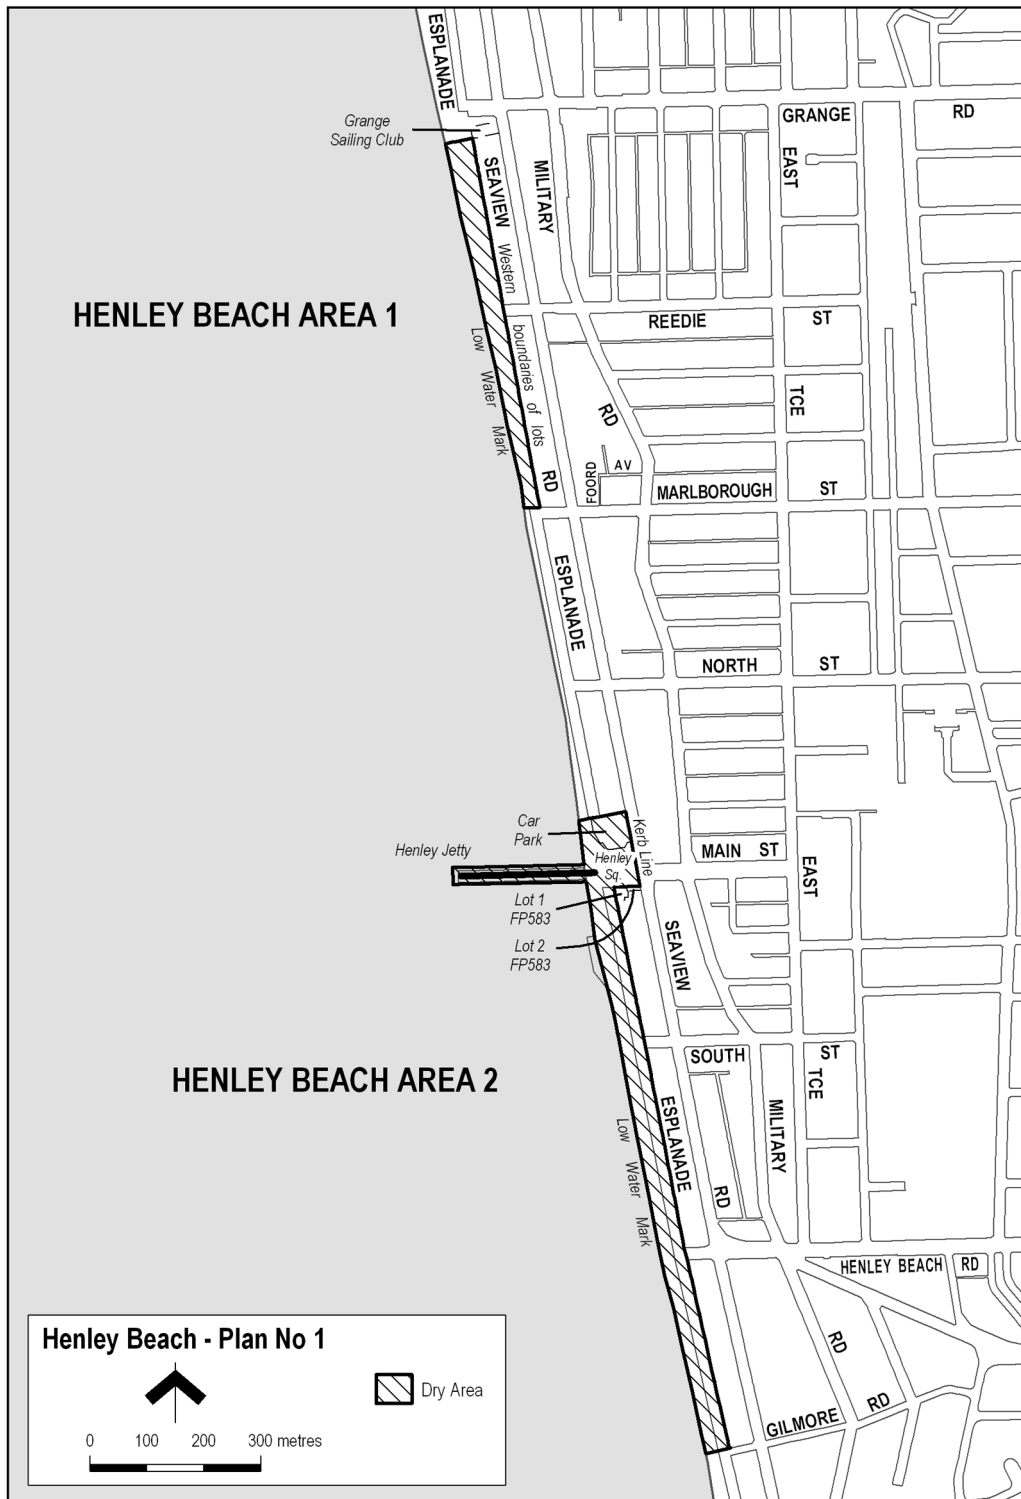 ESPLANADE
Grange
Sailing Club
GRANGE RD
SEAVIEW
MILITARY
EAST
Western
HENLEY BEACH AREA 1
REEDIE ST
Low Water Mark
boundaries of lots
TCE
RD
RD
FOORD
AV
MARLBOROUGH ST
ESPLANADE
NORTH ST
Car
Park
Kerb Line
Henley Jetty
Henley
Sq.
MAIN ST
EAST
Lot 1
FP583
Lot 2
FP583
SEAVIEW
SOUTH ST
HENLEY BEACH AREA 2
TCE
ESPLANADE
MILITARY
Low Water Mark
RD
HENLEY BEACH RD
RD
GILMORE RD
Henley Beach - Plan No 1
Dry Area
0 100 200 300 metres